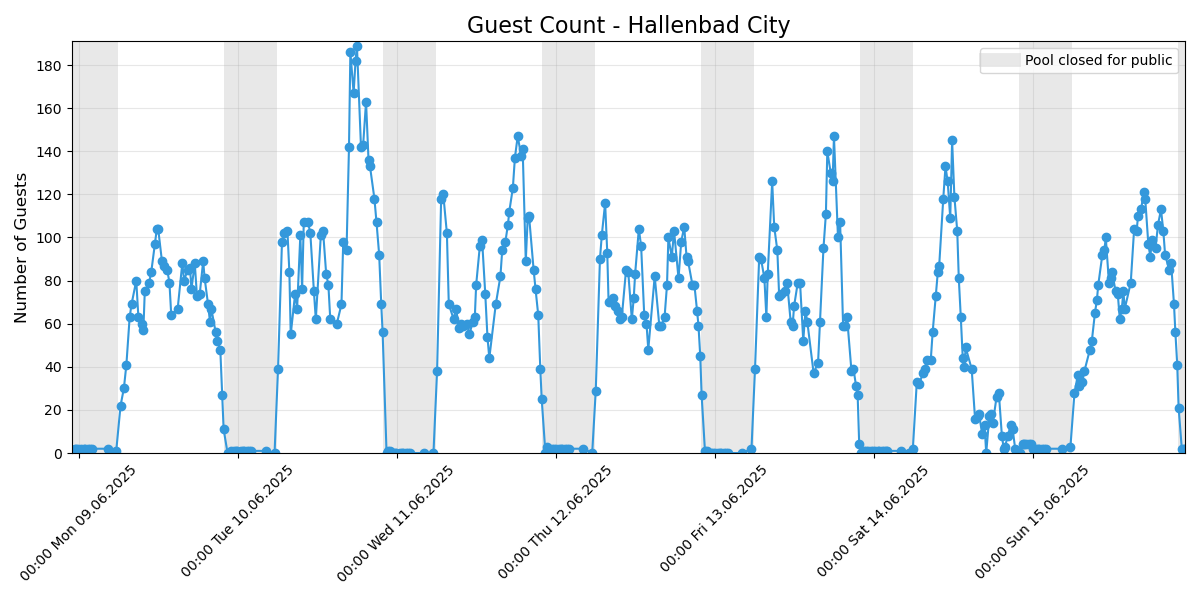 Guest Count - Hallenbad City
Pool closed for public
Number of Guests
180
160
140
120
100
80
60
40
20
0
00:00 Mon 09.06.2025
00:00 Tue 10.06.2025
00:00 Wed 11.06.2025
00:00 Thu 12.06.2025
00:00 Fri 13.06.2025
00:00 Sat 14.06.2025
00:00 Sun 15.06.2025